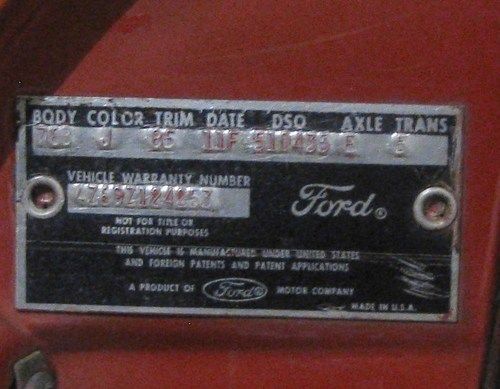 BODY COLOR TRIM DATE DSO AXLE TRANS
J 11F
VEHICLE WARRANTY NUMBER
Ford®
NOT FOR TITLE OR
REGISTRATION PURPOSES
THIS VEHICLE IS MANUFACTURED UNDER UNITED STATES
AND FOREIGN PATENTS AND PATENT APPLICATIONS
A PRODUCT OF Ford® MOTOR COMPANY
MADE IN U.S.A.